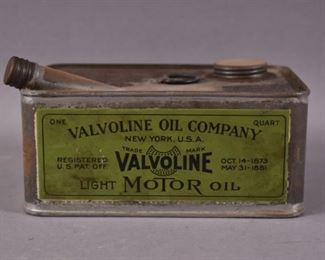 ONE QUART
VALVOLINE OIL COMPANY
NEW YORK, U.S.A.
TRADE MARK
REGISTERED VALVOLINE OCT. 14-1873
U.S. PAT. OFF. MAY 31-1881
LIGHT MOTOR OIL